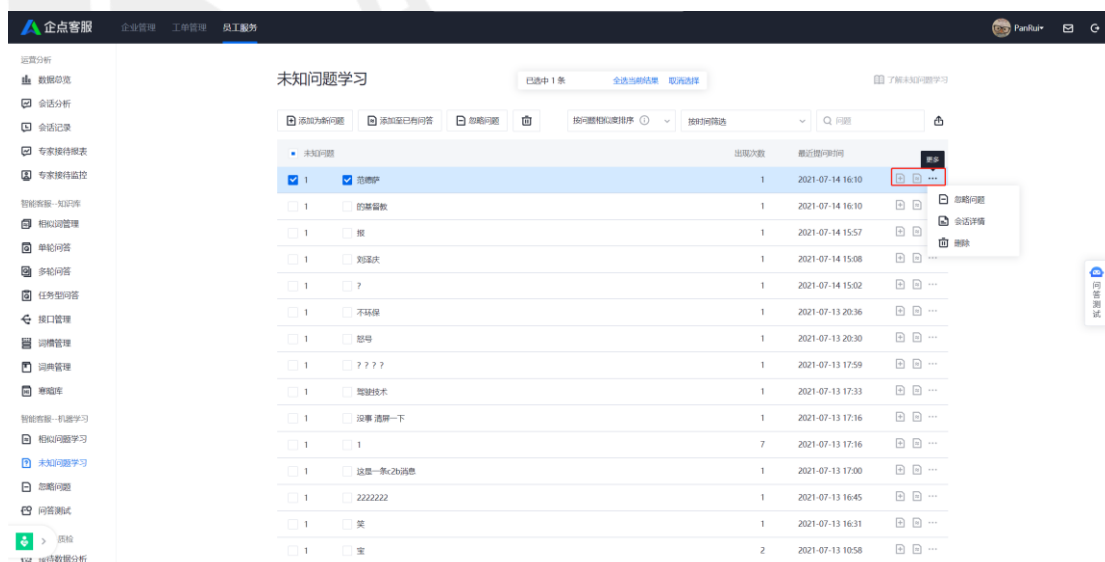 企点客服 企业管理 工单管理 员工服务 PanRui
运营分析
数据总览
会话分析
会话记录
专家接待报表
专家接待监控
智能客服--知识库
相似词管理
单轮问答
多轮问答
任务型问答
接口管理
词槽管理
词典管理
寒暄库
智能客服--机器学习
相似问题学习
未知问题学习
忽略问题
问答测试
质检
接待数据分析
未知问题学习 已选中 1 条 全选当前结果 取消选择 了解未知问题学习
添加为新问题 添加至已有问答 忽略问题 按问题相似度排序 按时间筛选 问题
未知问题 出现次数 最近提问时间 更多
1 范德萨 1 2021-07-14 16:10
1 的基督教 1 2021-07-14 16:10
1 报 1 2021-07-14 15:57
1 刘泽庆 1 2021-07-14 15:08
1 ? 1 2021-07-14 15:02
1 不环保 1 2021-07-13 20:36
1 怒号 1 2021-07-13 20:30
1 ? ? ? ? 1 2021-07-13 17:59
1 驾驶技术 1 2021-07-13 17:33
1 没事 清屏一下 1 2021-07-13 17:16
1 1 7 2021-07-13 17:16
1 这是一条c2b消息 1 2021-07-13 17:00
1 2222222 1 2021-07-13 16:45
1 笑 1 2021-07-13 16:31
1 宝 2 2021-07-13 10:58
忽略问题
会话详情
删除
问答测试